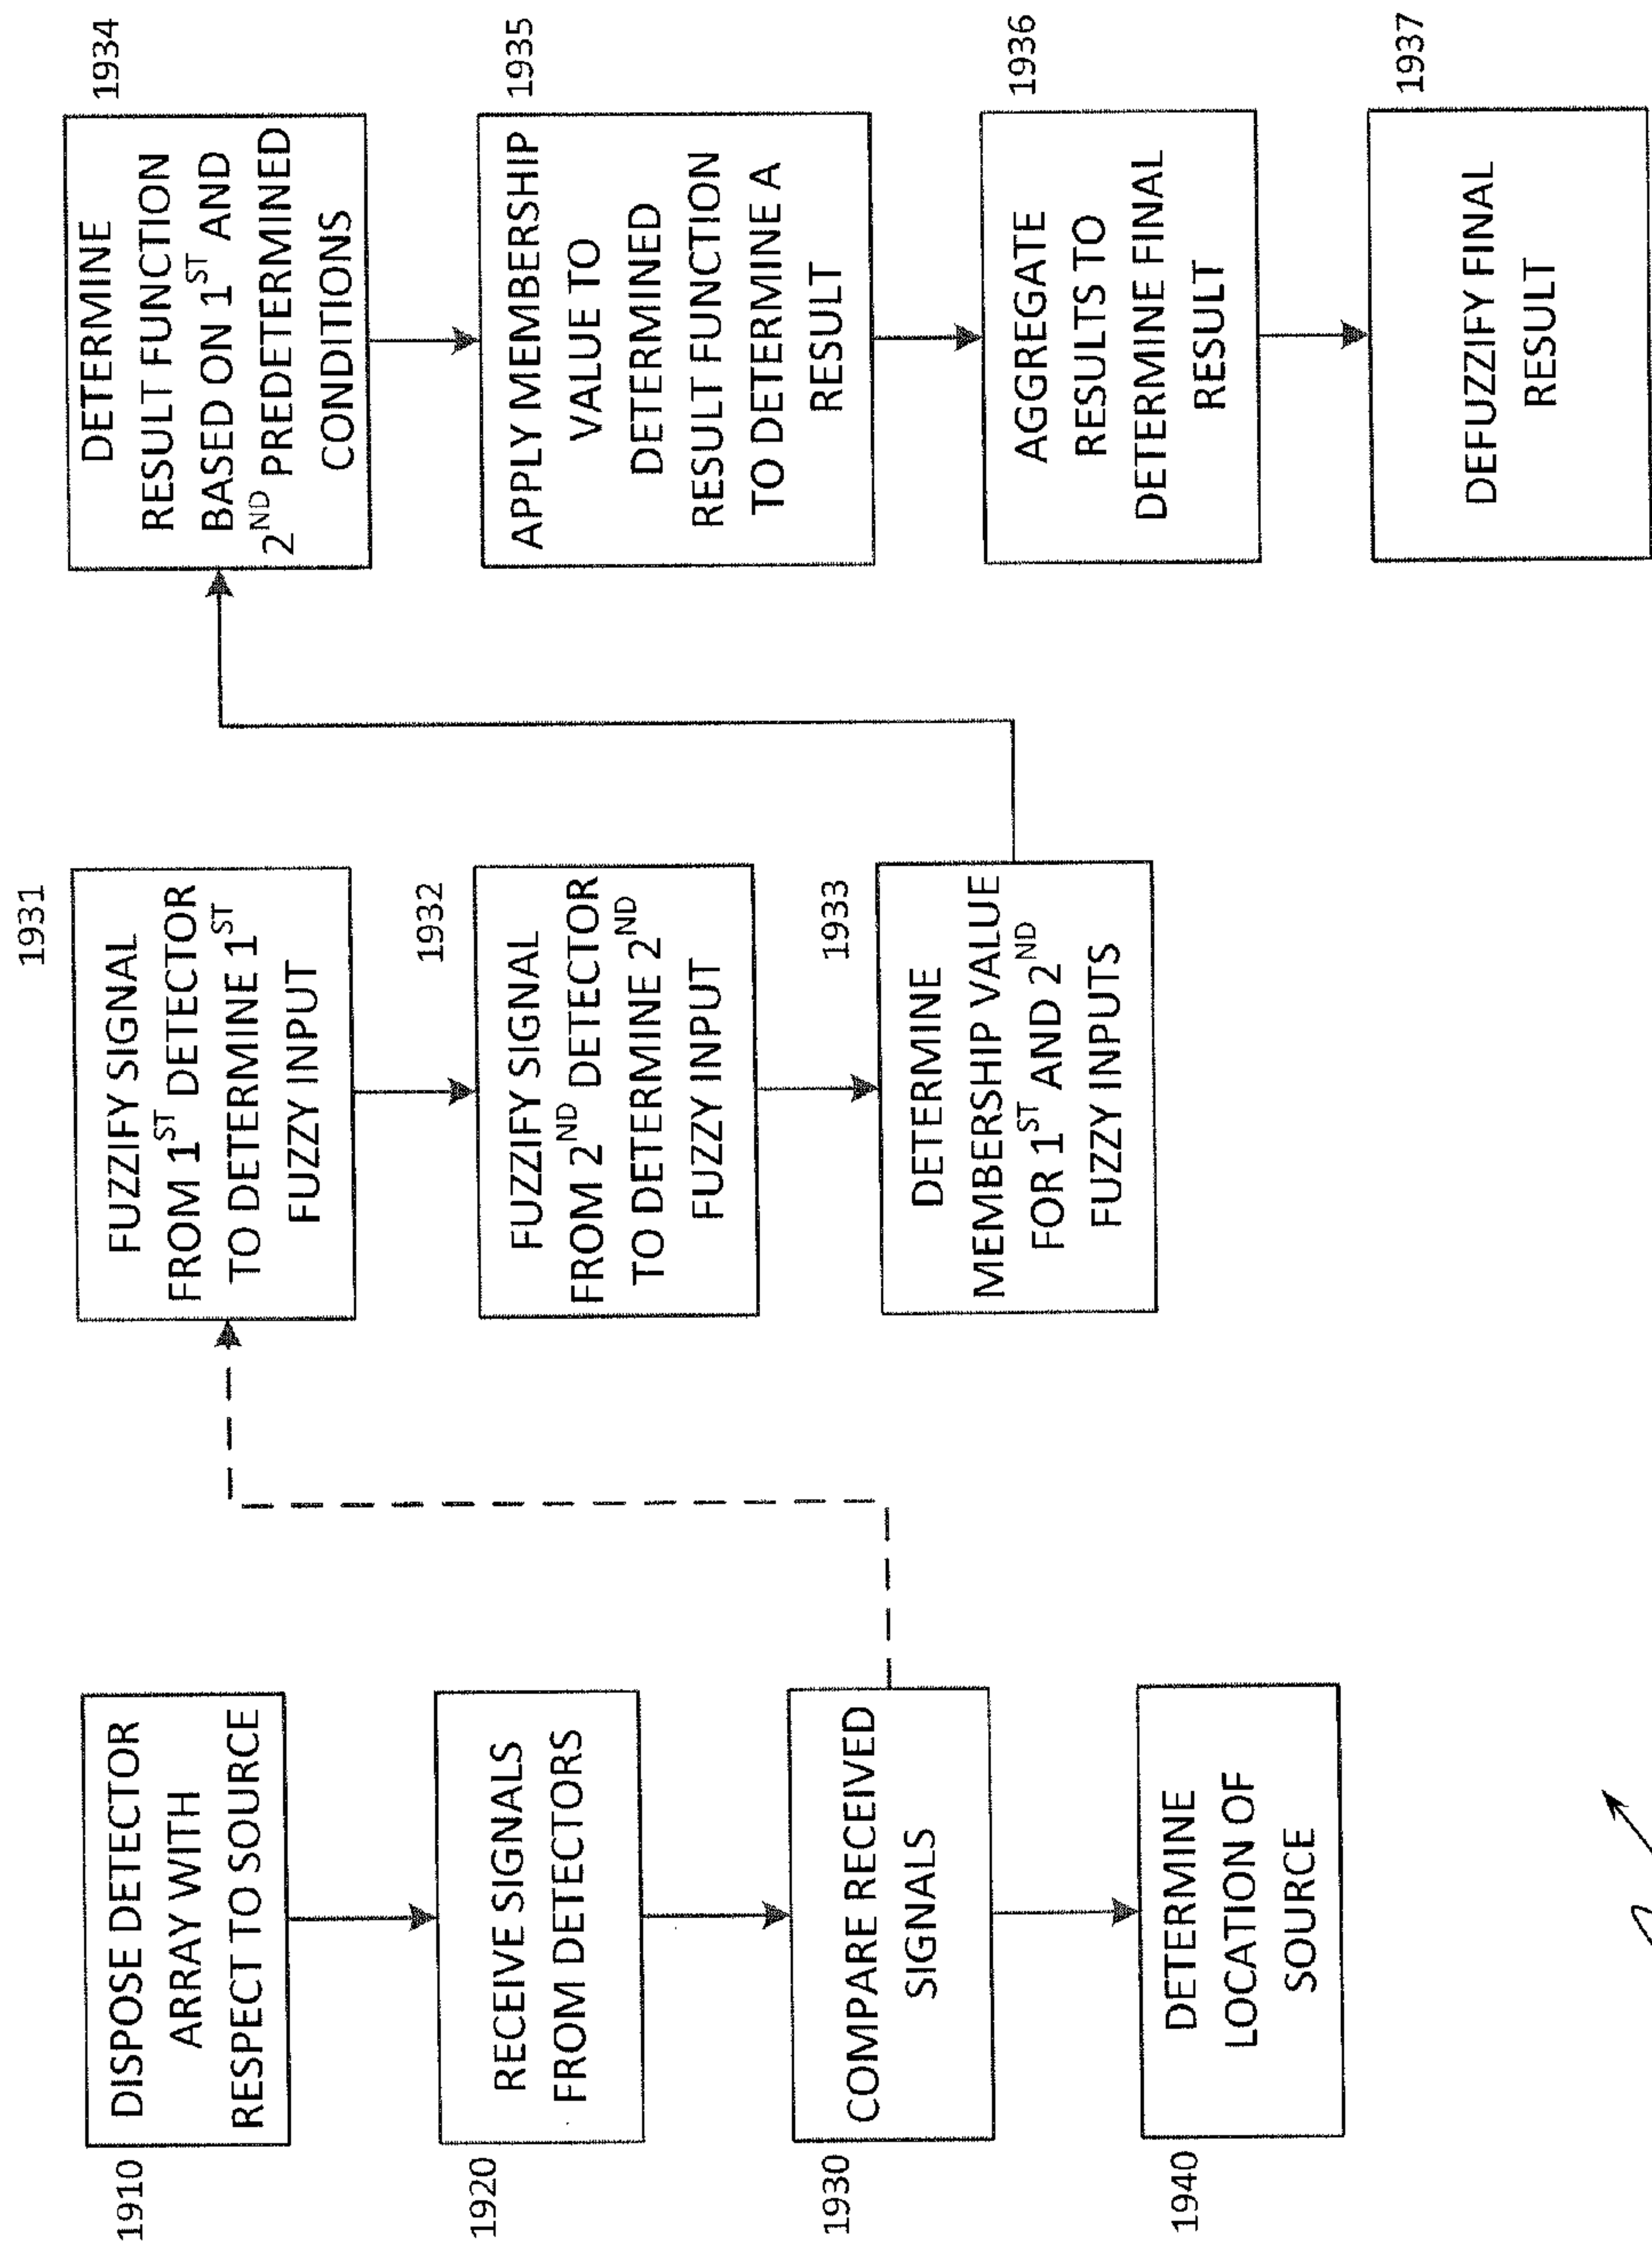 1910
DISPOSE DETECTOR
ARRAY WITH
RESPECT TO SOURCE
1920
RECEIVE SIGNALS
FROM DETECTORS
1930
COMPARE RECEIVED
SIGNALS
1940
DETERMINE
LOCATION OF
SOURCE
1931
FUZZIFY SIGNAL
FROM 1ST DETECTOR
TO DETERMINE 1ST
FUZZY INPUT
1932
FUZZIFY SIGNAL
FROM 2ND DETECTOR
TO DETERMINE 2ND
FUZZY INPUT
1933
DETERMINE
MEMBERSHIP VALUE
FOR 1ST AND 2ND
FUZZY INPUTS
1934
DETERMINE
RESULT FUNCTION
BASED ON 1ST AND
2ND PREDETERMINED
CONDITIONS
1935
APPLY MEMBERSHIP
VALUE TO
DETERMINED
RESULT FUNCTION
TO DETERMINE A
RESULT
1936
AGGREGATE
RESULTS TO
DETERMINE FINAL
RESULT
1937
DEFUZZIFY FINAL
RESULT